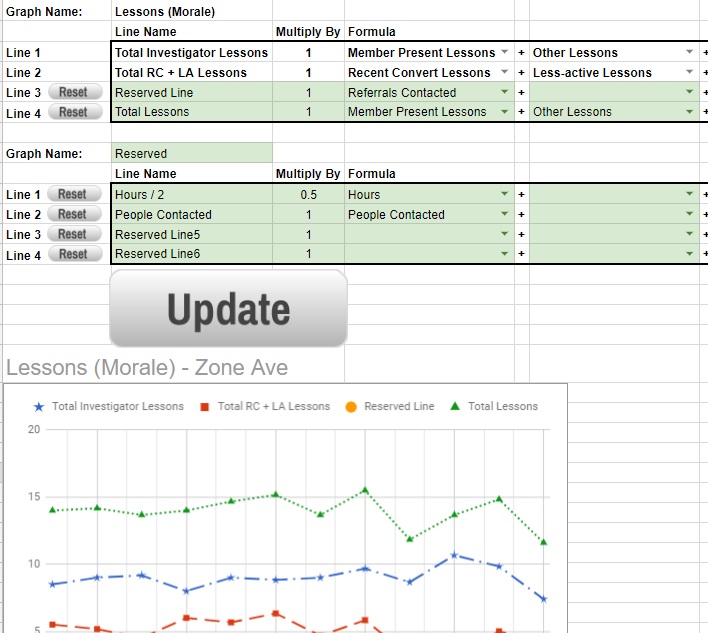 Graph Name: Lessons (Morale)
Line Name Multiply By Formula
Line 1 Total Investigator Lessons 1 Member Present Lessons + Other Lessons +
Line 2 Total RC + LA Lessons 1 Recent Convert Lessons + Less-active Lessons +
Line 3 Reset Reserved Line 1 Referrals Contacted + +
Line 4 Reset Total Lessons 1 Member Present Lessons + Other Lessons +
Graph Name: Reserved
Line Name Multiply By Formula
Line 1 Reset Hours / 2 0.5 Hours + +
Line 2 Reset People Contacted 1 People Contacted + +
Line 3 Reset Reserved Line5 1 + +
Line 4 Reset Reserved Line6 1 + +
Update
Lessons (Morale) - Zone Ave
Total Investigator Lessons Total RC + LA Lessons Reserved Line Total Lessons
20
15
10
5